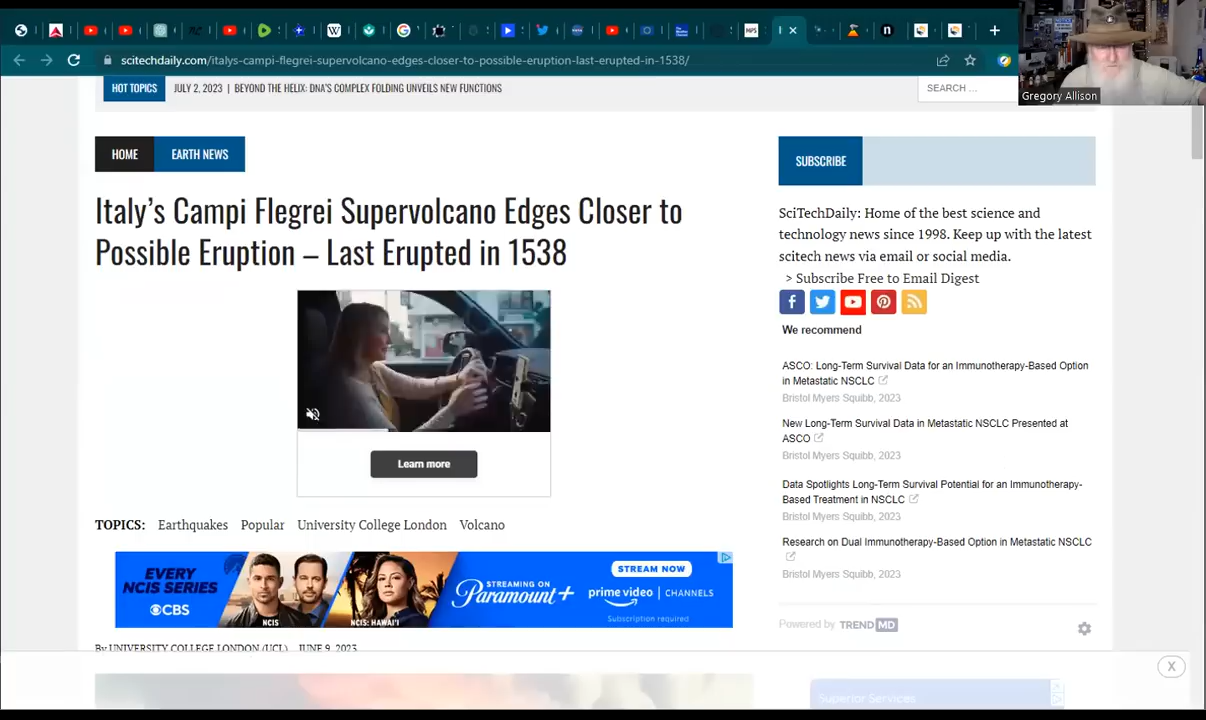 scitechdaily.com/italys-campi-flegrei-supervolcano-edges-closer-to-possible-eruption-last-erupted-in-1538/
Gregory Allison
HOT TOPICS
JULY 2, 2023 | BEYOND THE HELIX: DNA'S COMPLEX FOLDING UNVEILS NEW FUNCTIONS
SEARCH ...
HOME
EARTH NEWS
Italy's Campi Flegrei Supervolcano Edges Closer to
Possible Eruption – Last Erupted in 1538
Learn more
TOPICS: Earthquakes Popular University College London Volcano
EVERY
NCIS SERIES
CBS
NCIS
NCIS: HAWAI'I
STREAMING ON
Paramount+
STREAM NOW
prime video | CHANNELS
Subscription required
By UNIVERSITY COLLEGE LONDON (UCL) JUNE 9, 2023
SUBSCRIBE
SciTechDaily: Home of the best science and
technology news since 1998. Keep up with the latest
scitech news via email or social media.
> Subscribe Free to Email Digest
We recommend
ASCO: Long-Term Survival Data for an Immunotherapy-Based Option
in Metastatic NSCLC
Bristol Myers Squibb, 2023
New Long-Term Survival Data in Metastatic NSCLC Presented at
ASCO
Bristol Myers Squibb, 2023
Data Spotlights Long-Term Survival Potential for an Immunotherapy-
Based Treatment in NSCLC
Bristol Myers Squibb, 2023
Research on Dual Immunotherapy-Based Option in Metastatic NSCLC
Bristol Myers Squibb, 2023
Powered by TREND MD
Superior Services
X